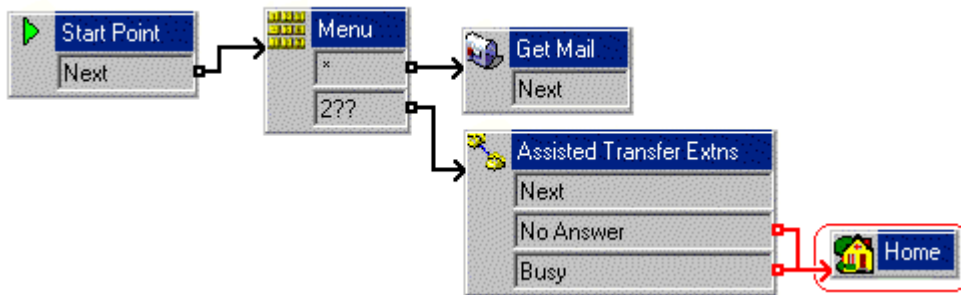 Start Point
Next
Menu
*
2??
Get Mail
Next
Assisted Transfer Extns
Next
No Answer
Busy
Home